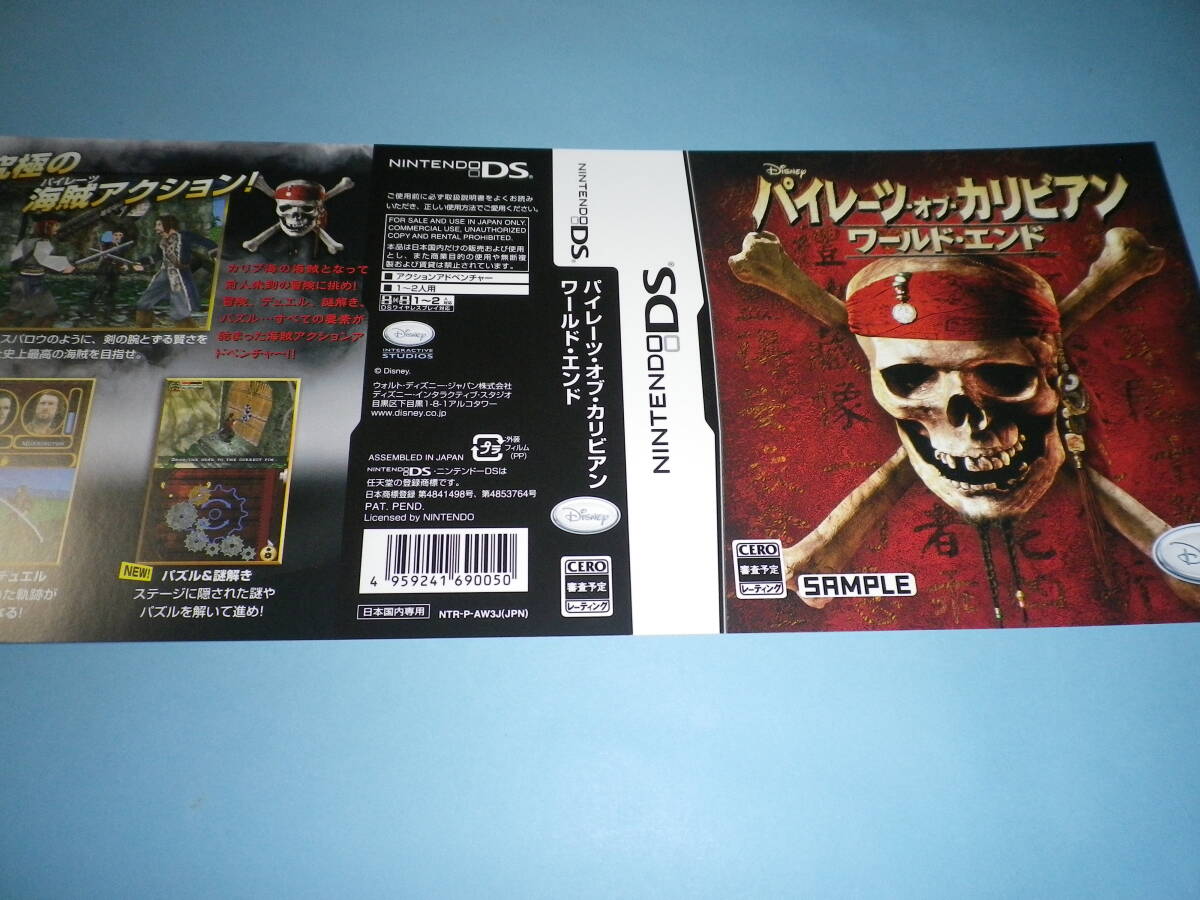 究極の
パイレーツ
海賊アクション!
カリブ海の海賊となって
前人未到の冒険に挑め!
冒険、デュエル、謎解き、
パズル…すべての要素が
詰まった海賊アクションア
ドベンチャー!!
スパロウのように、剣の腕とずる賢さを
史上最高の海賊を目指せ。
NORRINGTON
デュエル
た軌跡が
なる!
NEW! パズル&謎解き
ステージに隠された謎や
パズルを解いて進め!
NINTENDO DS®
ご使用前に必ず取扱説明書をよくお読み
いただき、正しい使用方法でご愛用ください。
FOR SALE AND USE IN JAPAN ONLY
COMMERCIAL USE, UNAUTHORIZED
COPY AND RENTAL PROHIBITED.
本品は日本国内だけの販売および使用
とし、また商業目的の使用や無断複
製および賃貸は禁止されています。
■アクションアドベンチャー
■1〜2人用
1〜2
DSワイヤレスプレイ対応
Disney
INTERACTIVE
STUDIOS
© Disney.
ウォルト・ディズニー・ジャパン株式会社
ディズニー・インタラクティブ・スタジオ
目黒区下目黒1-8-1アルコタワー
www.disney.co.jp
プラ
外装
フィルム
(PP)
ASSEMBLED IN JAPAN
NINTENDO DS・ニンテンドーDSは
任天堂の登録商標です。
日本商標登録 第4841498号、第4853764号
PAT. PEND.
Licensed by NINTENDO
4 959241 690050
日本国内専用
NTR-P-AW3J(JPN)
NINTENDO DS
パイレーツ・オブ・カリビアン
ワールド・エンド
Disney
CERO
審査予定
レーティング
NINTENDO DS®
Disney
パイレーツ・オブ・カリビアン
ワールド・エンド
CERO
審査予定
レーティング
SAMPLE